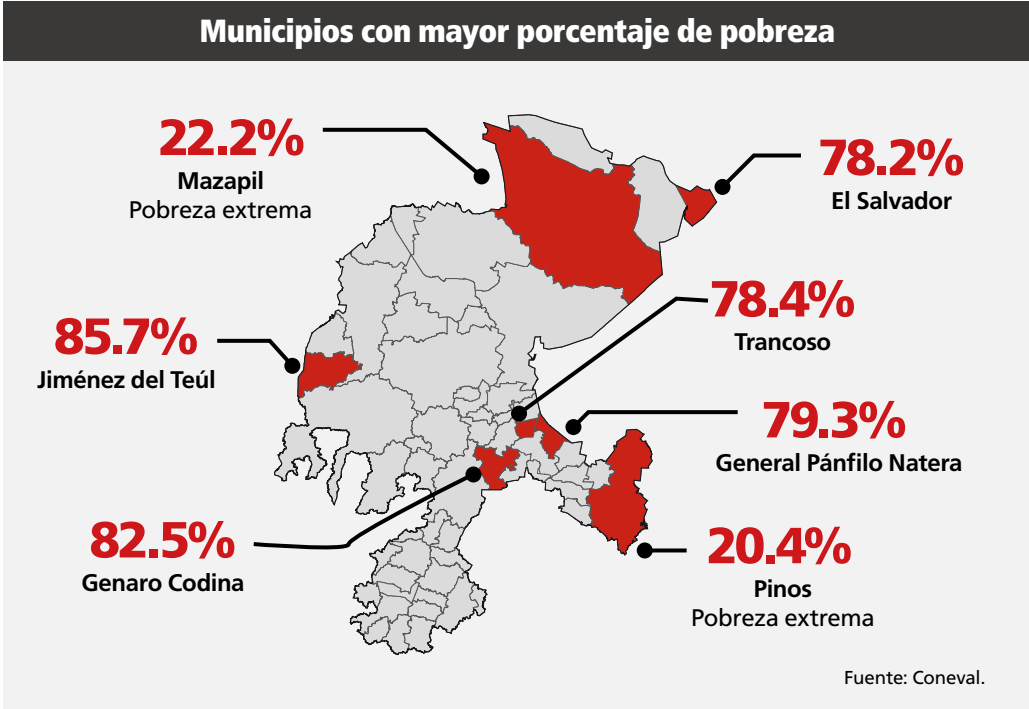 Municipios con mayor porcentaje de pobreza
22.2%
Mazapil
Pobreza extrema
78.2%
El Salvador
78.4%
Trancoso
85.7%
Jiménez del Teúl
79.3%
General Pánfilo Natera
82.5%
Genaro Codina
20.4%
Pinos
Pobreza extrema
Fuente: Coneval.